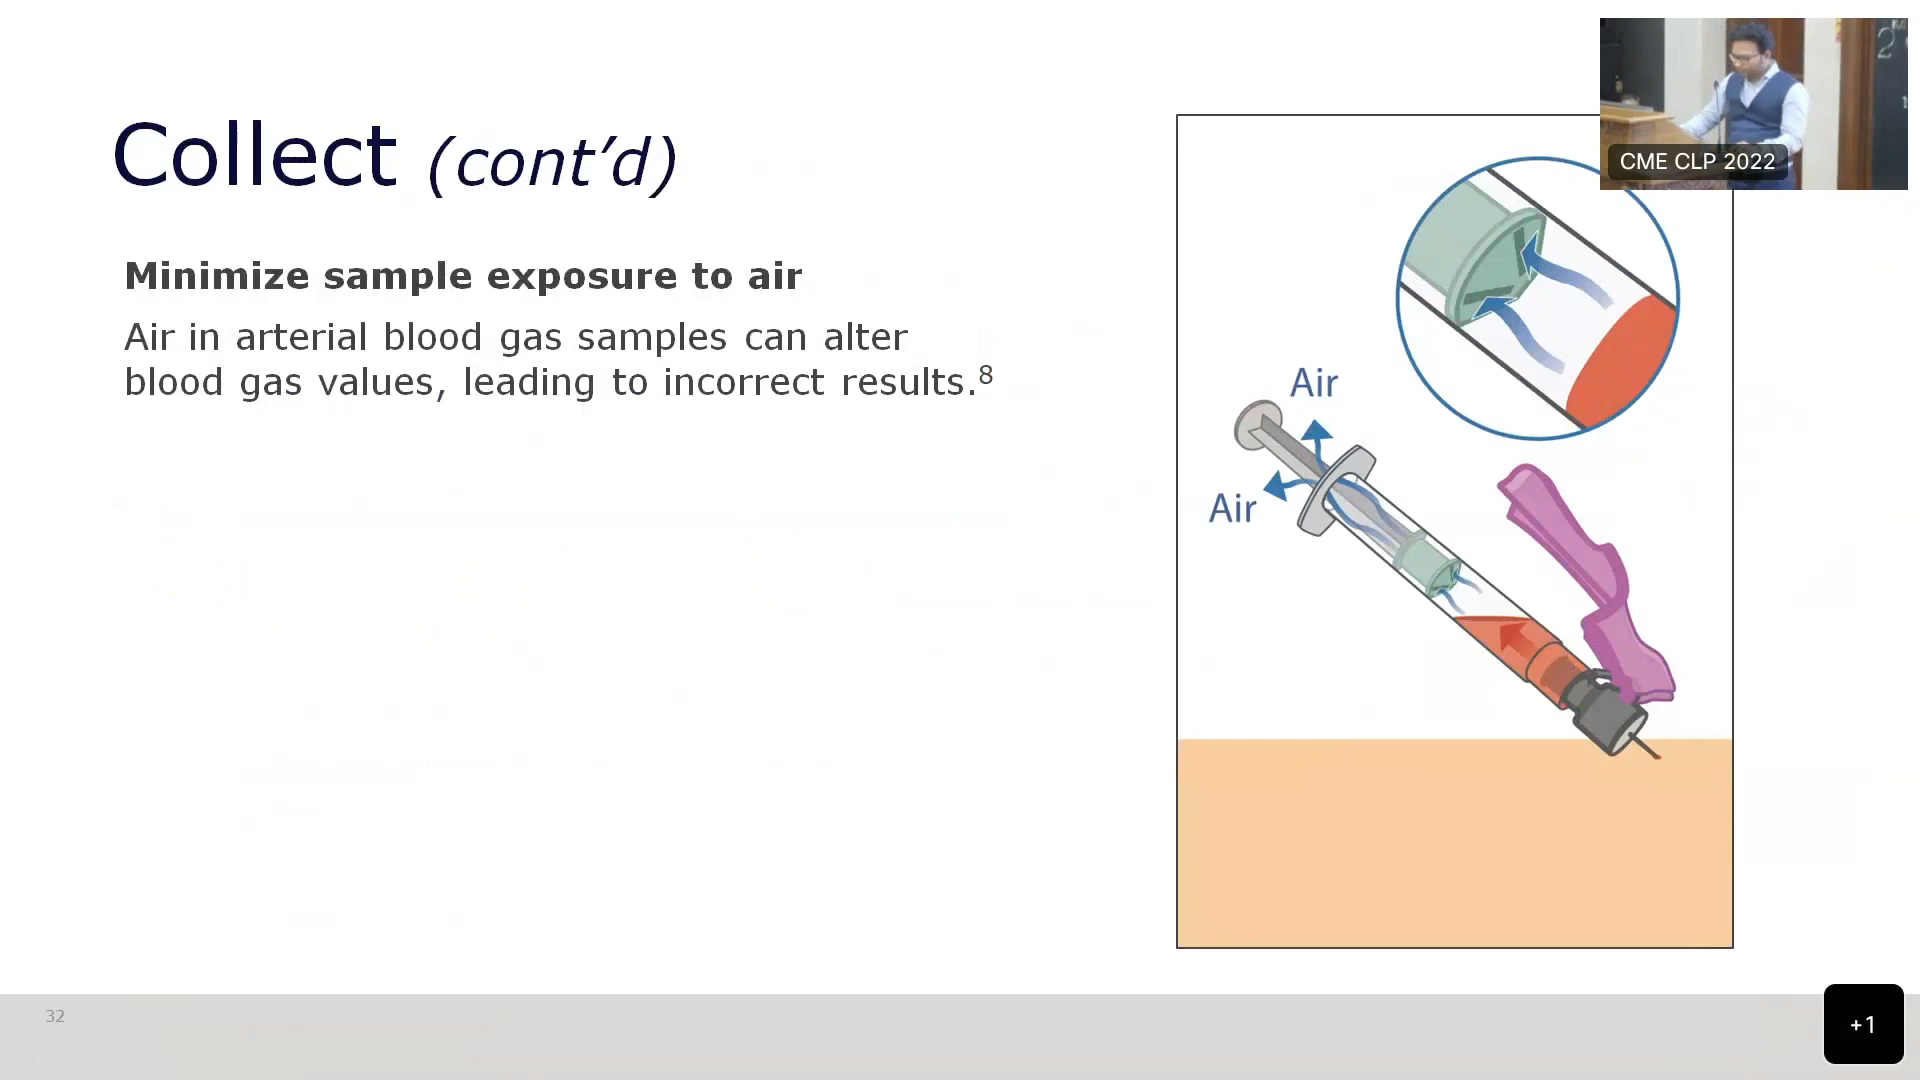 Collect (cont’d)
Minimize sample exposure to air
Air in arterial blood gas samples can alter
blood gas values, leading to incorrect results.8
Air
Air
CME CLP 2022
32
+1